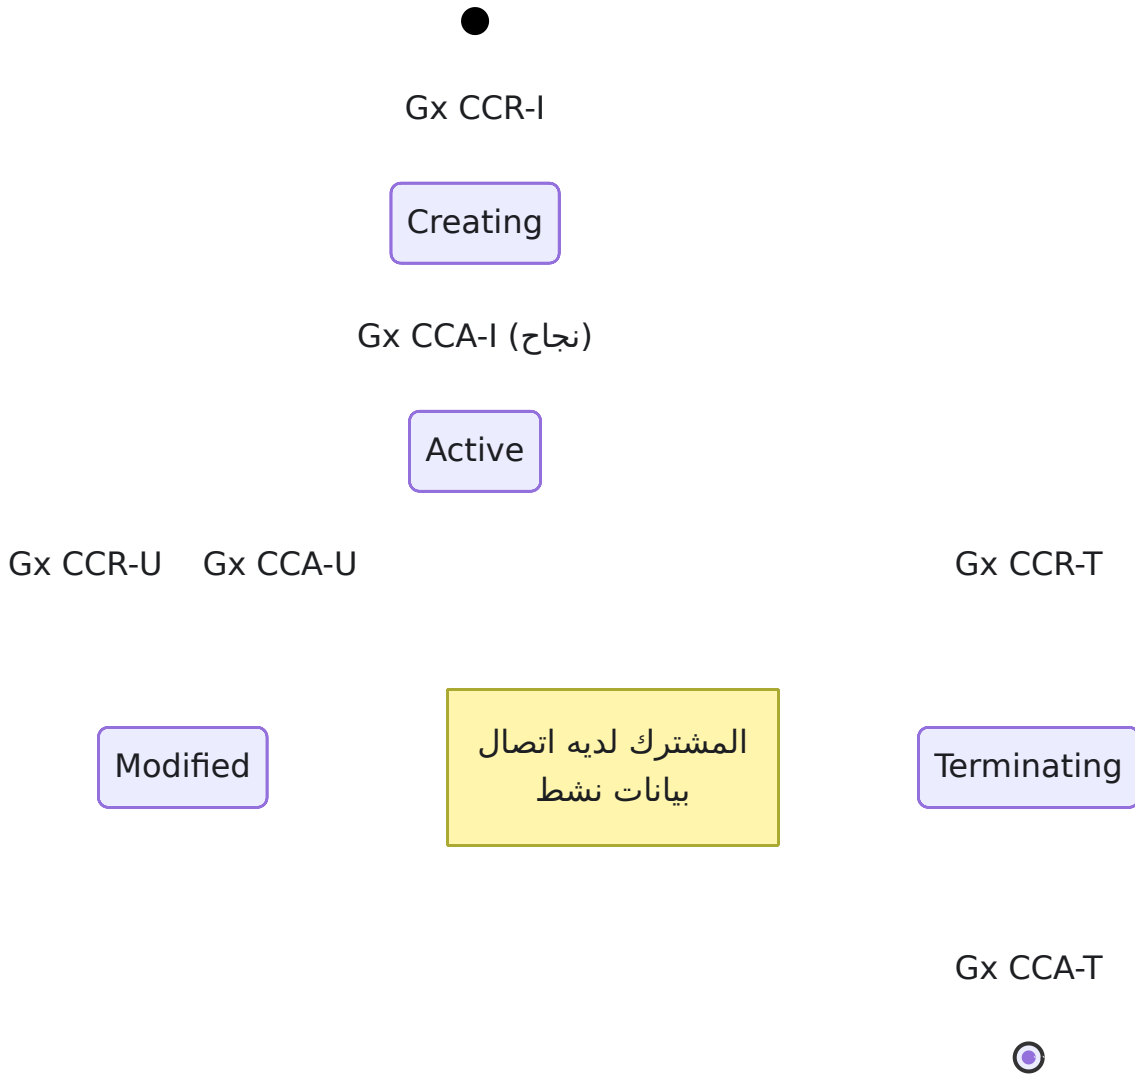 Gx CCR-I
Creating
Gx CCA-I (نجاح)
Active
Gx CCR-U
Gx CCA-U
Gx CCR-T
Modified
المشترك لديه اتصال
بيانات نشط
Terminating
Gx CCA-T